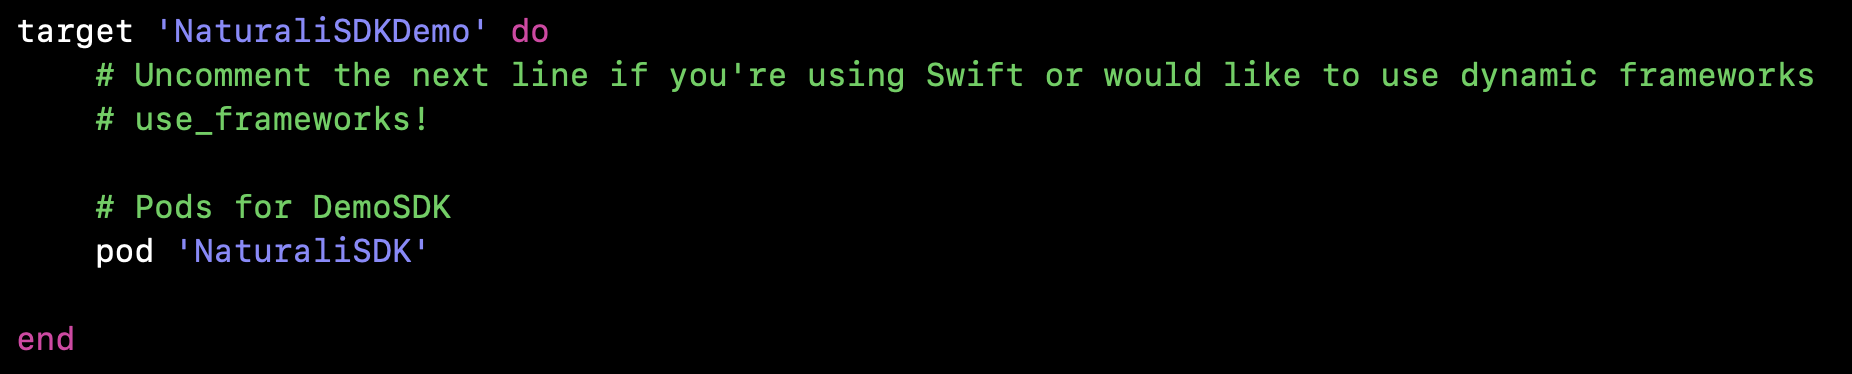 target 'NaturaliSDKDemo' do
    # Uncomment the next line if you're using Swift or would like to use dynamic frameworks
    # use_frameworks!

    # Pods for DemoSDK
    pod 'NaturaliSDK'

end